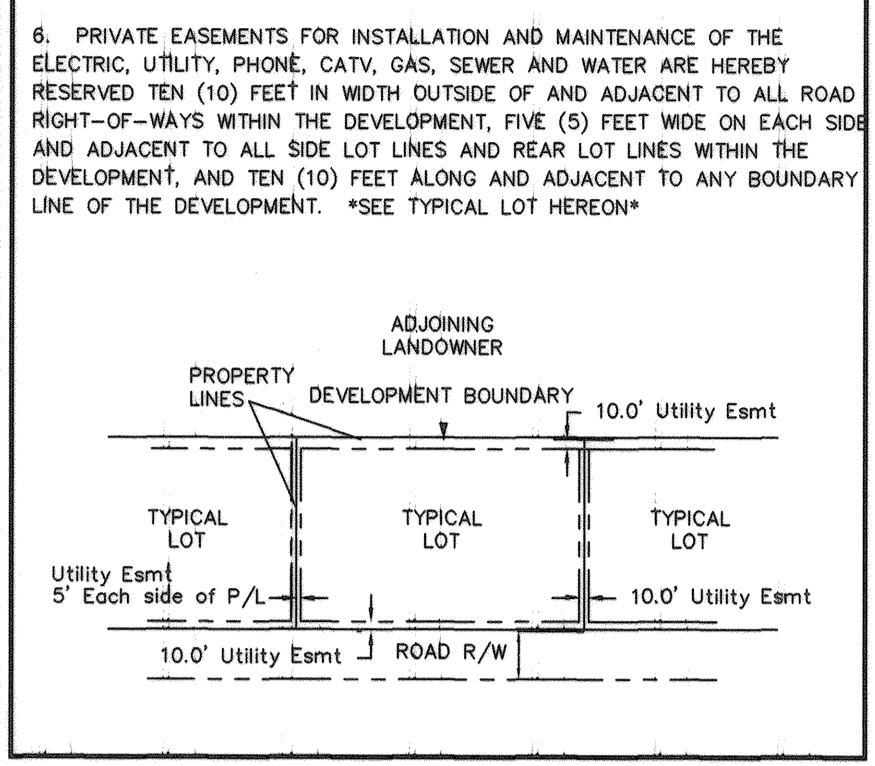 6. PRIVATE EASEMENTS FOR INSTALLATION AND MAINTENANCE OF THE
ELECTRIC, UTILITY, PHONE, CATV, GAS, SEWER AND WATER ARE HEREBY
RESERVED TEN (10) FEET IN WIDTH OUTSIDE OF AND ADJACENT TO ALL ROAD
RIGHT-OF-WAYS WITHIN THE DEVELOPMENT, FIVE (5) FEET WIDE ON EACH SIDE
AND ADJACENT TO ALL SIDE LOT LINES AND REAR LOT LINES WITHIN THE
DEVELOPMENT, AND TEN (10) FEET ALONG AND ADJACENT TO ANY BOUNDARY
LINE OF THE DEVELOPMENT. *SEE TYPICAL LOT HEREON*
ADJOINING
LANDOWNER
PROPERTY
LINES
DEVELOPMENT BOUNDARY
10.0' Utility Esmt
TYPICAL
LOT
TYPICAL
LOT
TYPICAL
LOT
Utility Esmt
5' Each side of P/L
10.0' Utility Esmt
10.0' Utility Esmt
ROAD R/W